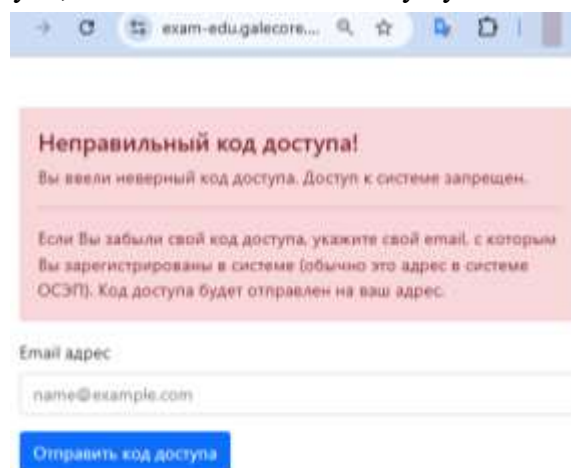 exam-edu.galecore....
Неправильный код доступа!
Вы ввели неверный код доступа. Доступ к системе запрещен.
Если Вы забыли свой код доступа, укажите свой email, с которым
Вы зарегистрированы в системе (обычно это адрес в системе
ОСЭП). Код доступа будет отправлен на ваш адрес.
Email адрес
name@example.com
Отправить код доступа